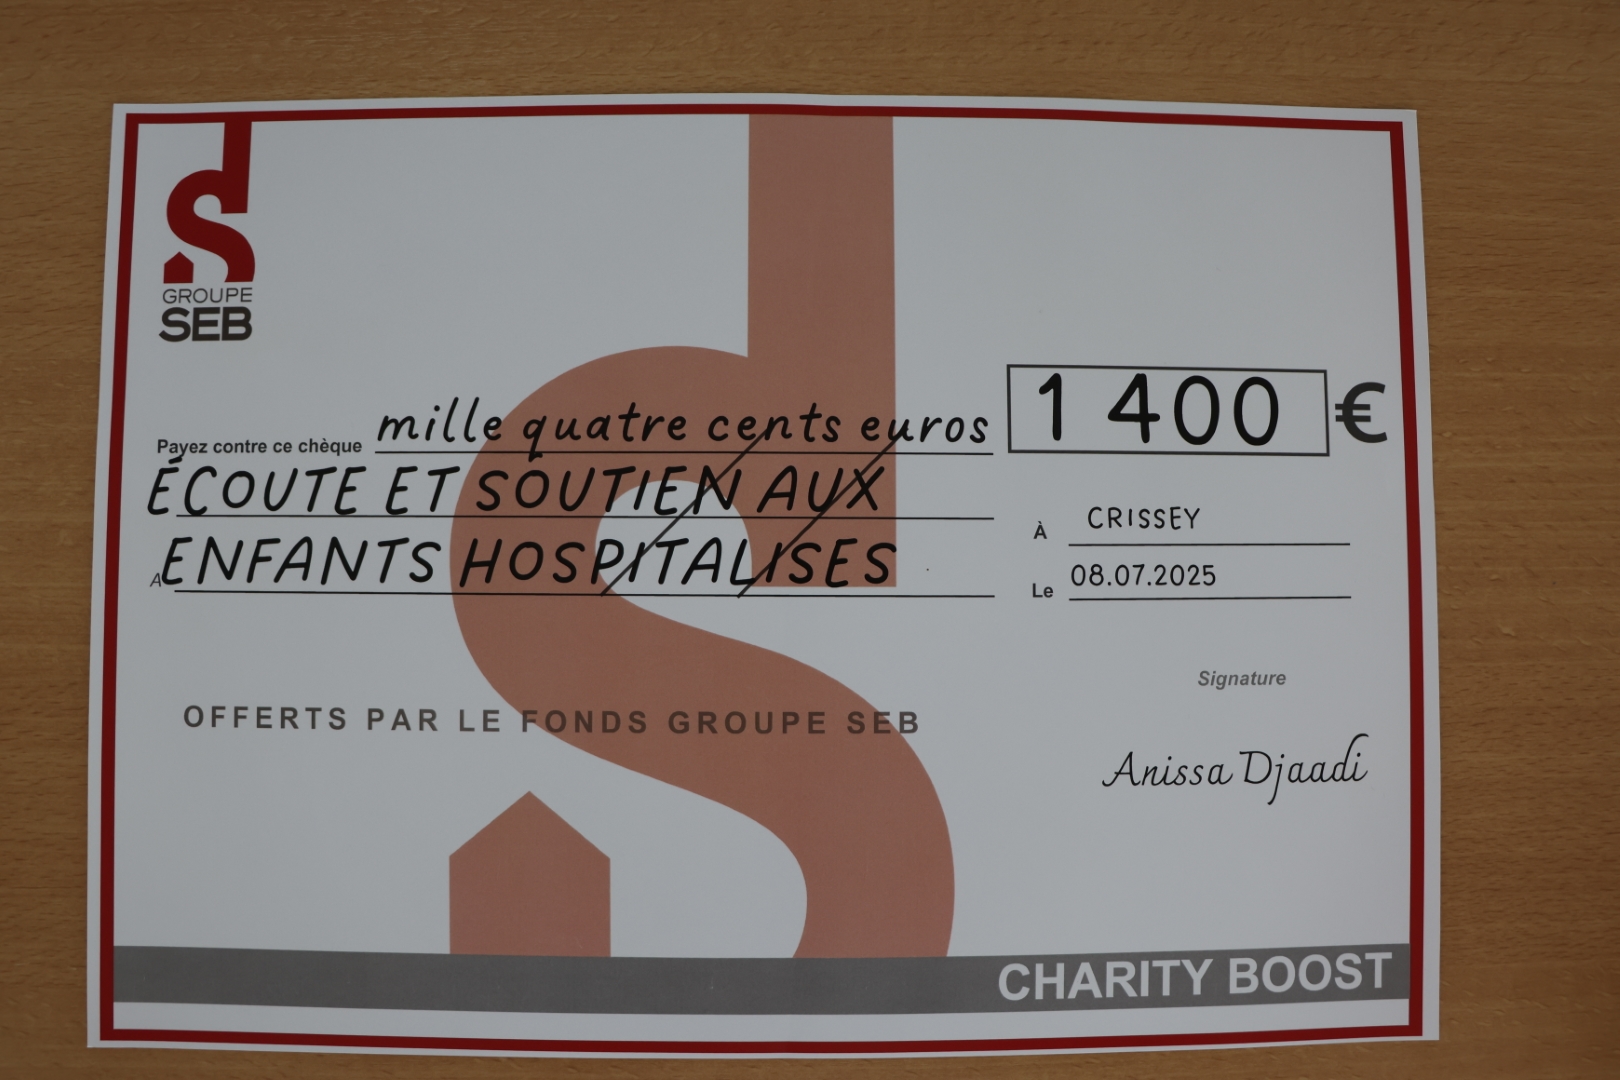 GROUPE
SEB
Payez contre ce chèque mille quatre cents euros 1 400 €
ÉCOUTE ET SOUTIEN AUX
À CRISSEY
A ENFANTS HOSPITALISES
Le 08.07.2025
Signature
OFFERTS PAR LE FONDS GROUPE SEB
Anissa Djaadi
CHARITY BOOST